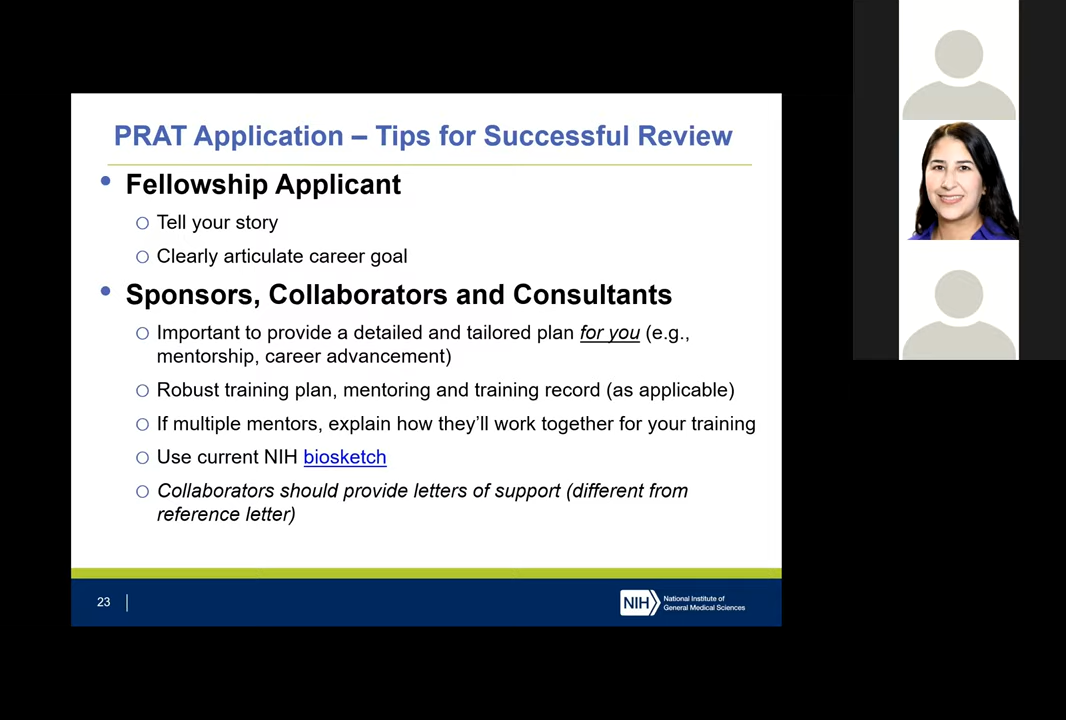 PRAT Application – Tips for Successful Review
• Fellowship Applicant
○ Tell your story
○ Clearly articulate career goal
• Sponsors, Collaborators and Consultants
○ Important to provide a detailed and tailored plan for you (e.g.,
mentorship, career advancement)
○ Robust training plan, mentoring and training record (as applicable)
○ If multiple mentors, explain how they’ll work together for your training
○ Use current NIH biosketch
○ Collaborators should provide letters of support (different from
reference letter)
23
NIH
National Institute of
General Medical Sciences